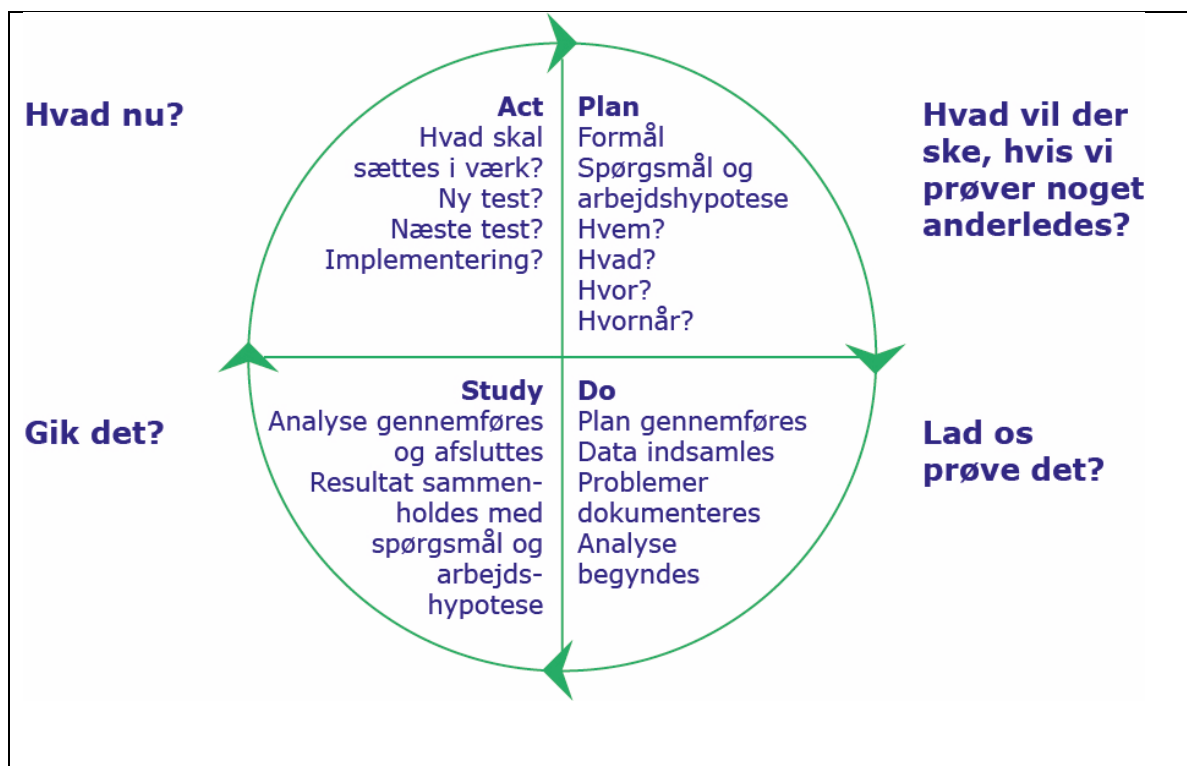 Hvad nu?
Act
Hvad skal
sættes i værk?
Ny test?
Næste test?
Implementering?
Plan
Formål
Spørgsmål og
arbejdshypotese
Hvem?
Hvad?
Hvor?
Hvornår?
Hvad vil der
ske, hvis vi
prøver noget
anderledes?
Gik det?
Study
Analyse gennemføres
og afsluttes
Resultat sammen-
holdes med
spørgsmål og
arbejds-
hypotese
Do
Plan gennemføres
Data indsamles
Problemer
dokumenteres
Analyse
begyndes
Lad os
prøve det?